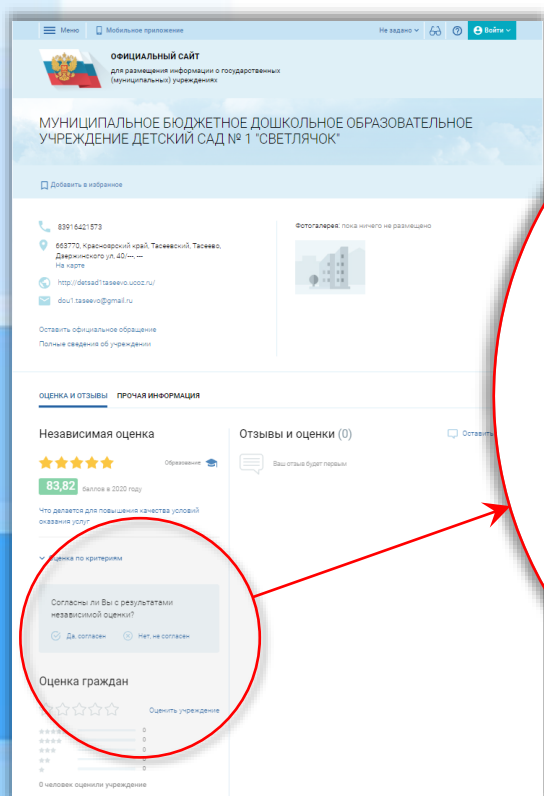 Меню
Мобильное приложение
Не задано
Войти
ОФИЦИАЛЬНЫЙ САЙТ
для размещения информации о государственных
(муниципальных) учреждениях
МУНИЦИПАЛЬНОЕ БЮДЖЕТНОЕ ДОШКОЛЬНОЕ ОБРАЗОВАТЕЛЬНОЕ
УЧРЕЖДЕНИЕ ДЕТСКИЙ САД № 1 "СВЕТЛЯЧОК"
Добавить в избранное
83916421573
663770, Красноярский край, Тасеевский, Тасеево,
Дзержинского ул, 40/---, ---
На карте
http://detsad1taseevo.ucoz.ru/
dou1.taseevo@gmail.ru
Фотогалерея: пока ничего не размещено
Оставить официальное обращение
Полные сведения об учреждении
ОЦЕНКА И ОТЗЫВЫ ПРОЧАЯ ИНФОРМАЦИЯ
Независимая оценка
Образование
83,82 баллов в 2020 году
Что делается для повышения качества условий
оказания услуг
Оценка по критериям
Согласны ли Вы с результатами
независимой оценки?
Да, согласен
Нет, не согласен
Оценка граждан
Оценить учреждение
0
0
0
0
0
0 человек оценили учреждение
Отзывы и оценки (0)
Оставить
Ваш отзыв будет первым